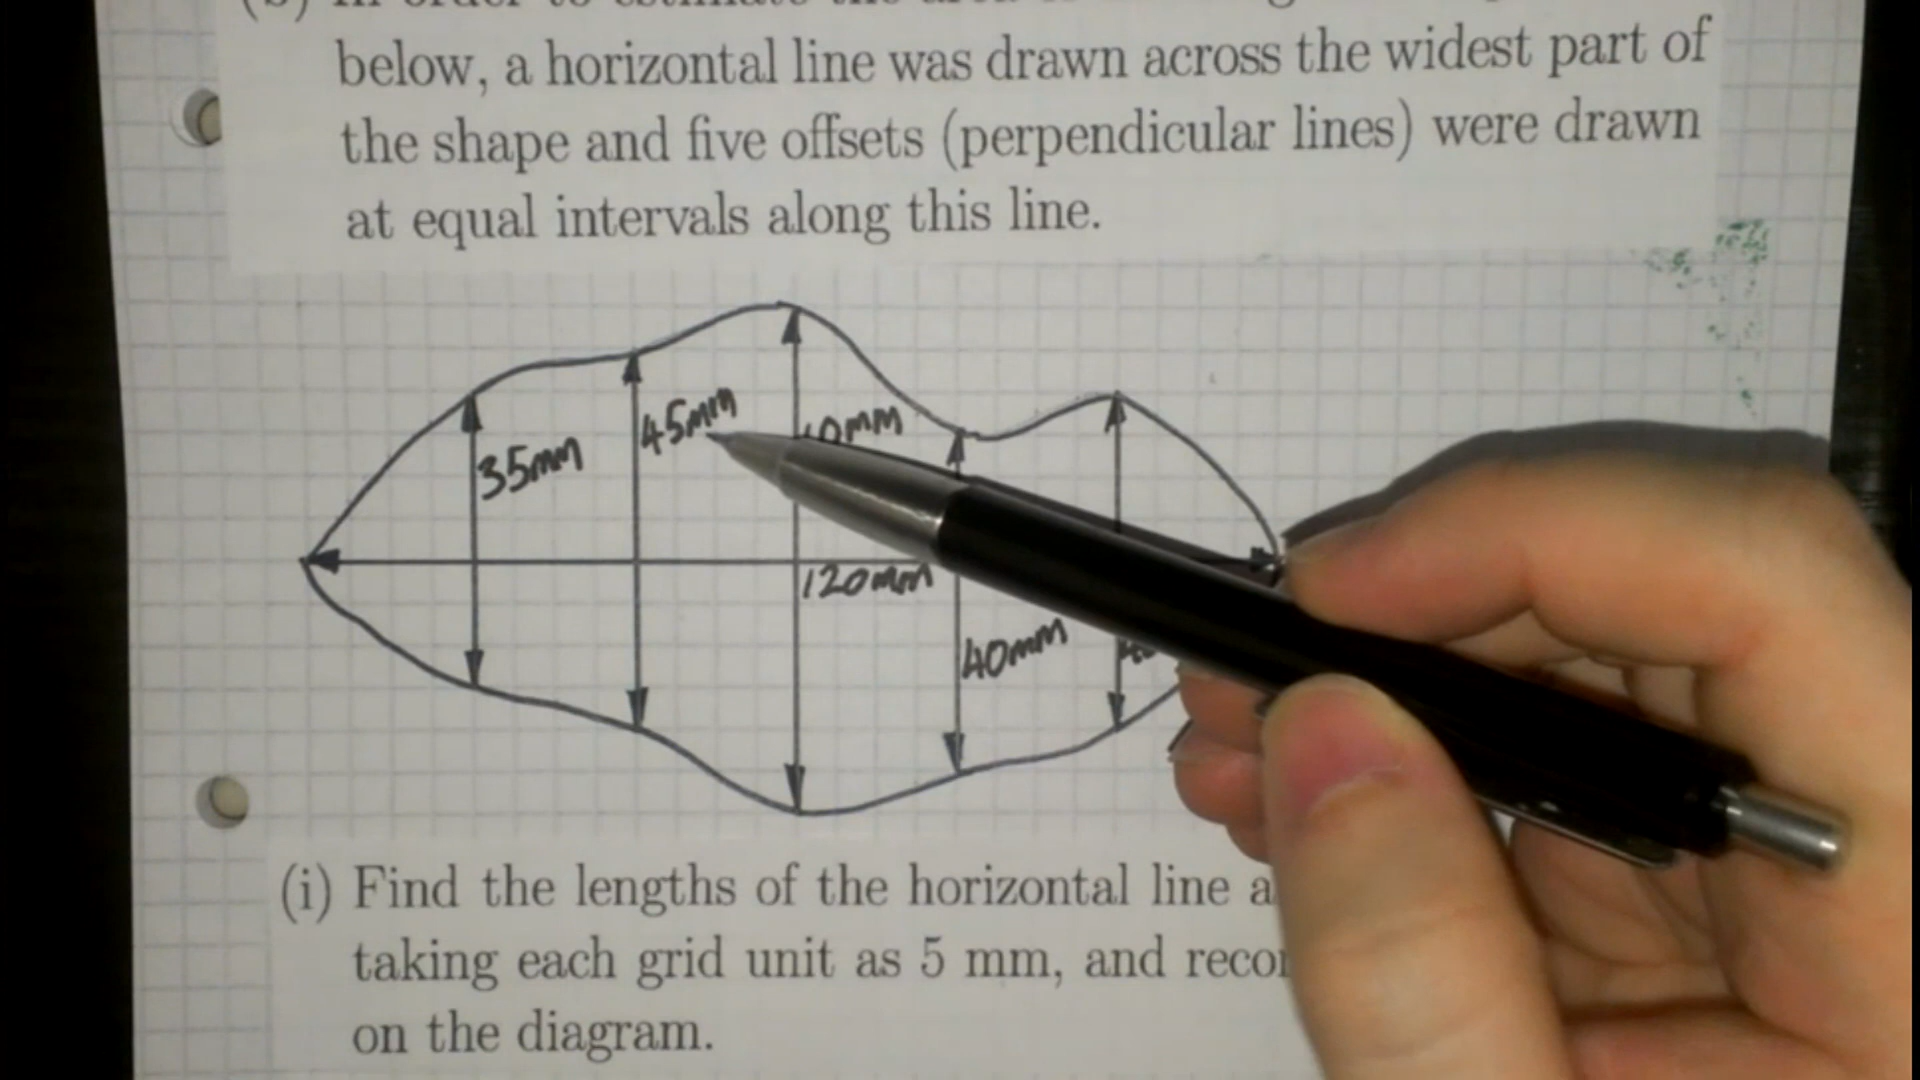 below, a horizontal line was drawn across the widest part of
the shape and five offsets (perpendicular lines) were drawn
at equal intervals along this line.
45mm
0mm
35mm
120mm
40mm
(i) Find the lengths of the horizontal line
taking each grid unit as 5 mm, and
on the diagram.